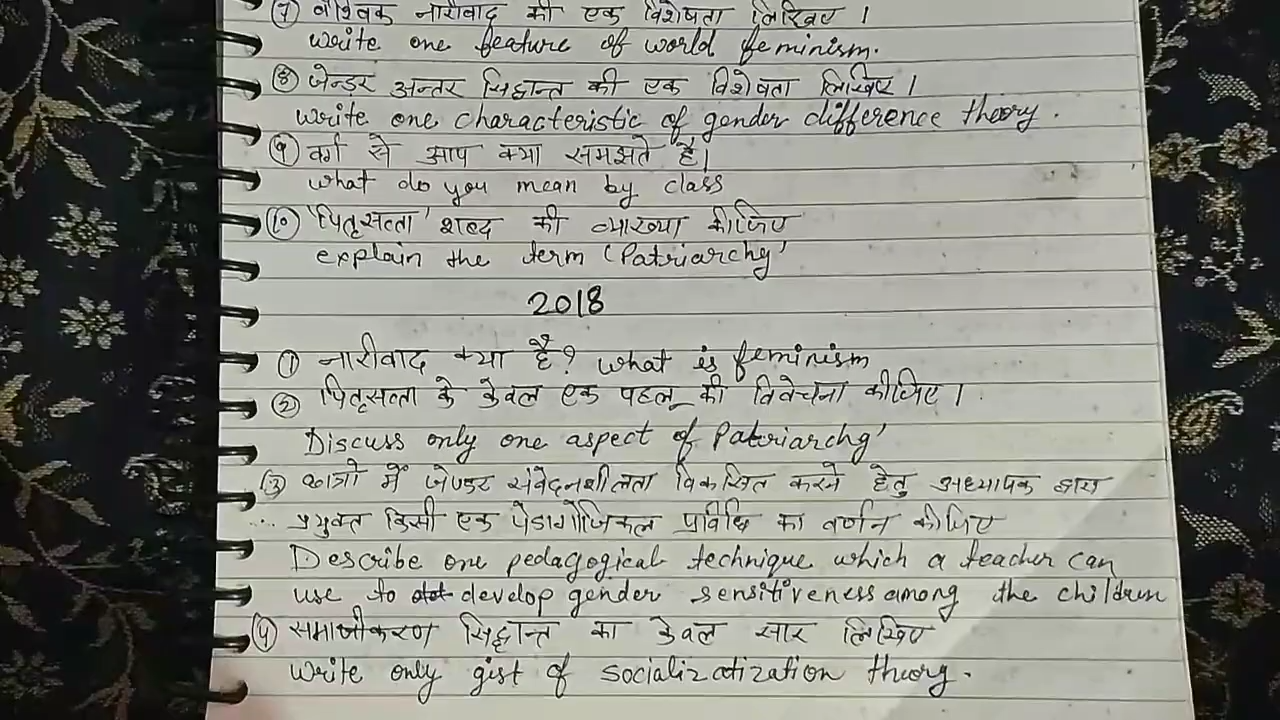 ⑦ वैश्विक नारीवाद की एक विशेषता लिखिए ।
write one feature of world feminism.
⑧ जेन्डर अन्तर सिद्धान्त की एक विशेषता लिखिए ।
write one characteristic of gender difference theory.
⑨ वर्ग से आप क्या समझते हैं।
what do you mean by class
⑩ 'पितृसत्ता' शब्द की व्याख्या कीजिए
explain the term (Patriarchy'
2018
① नारीवाद क्या है? what is feminism
② पितृसत्ता के केवल एक पहलू की विवेचना कीजिए ।
Discuss only one aspect of Patriarchy'
③ छात्रो में जेण्डर संवेदनशीलता विकसित करने हेतु अध्यापक द्वारा
... प्रयुक्त किसी एक पेडागॉजिकल प्रविधि का वर्णन कीजिए
Describe one pedagogical technique which a teacher can
use to develop gender sensitiveness among the children
④ समाजीकरण सिद्धान्त का केवल सार लिखिए
write only gist of socializatization theory.